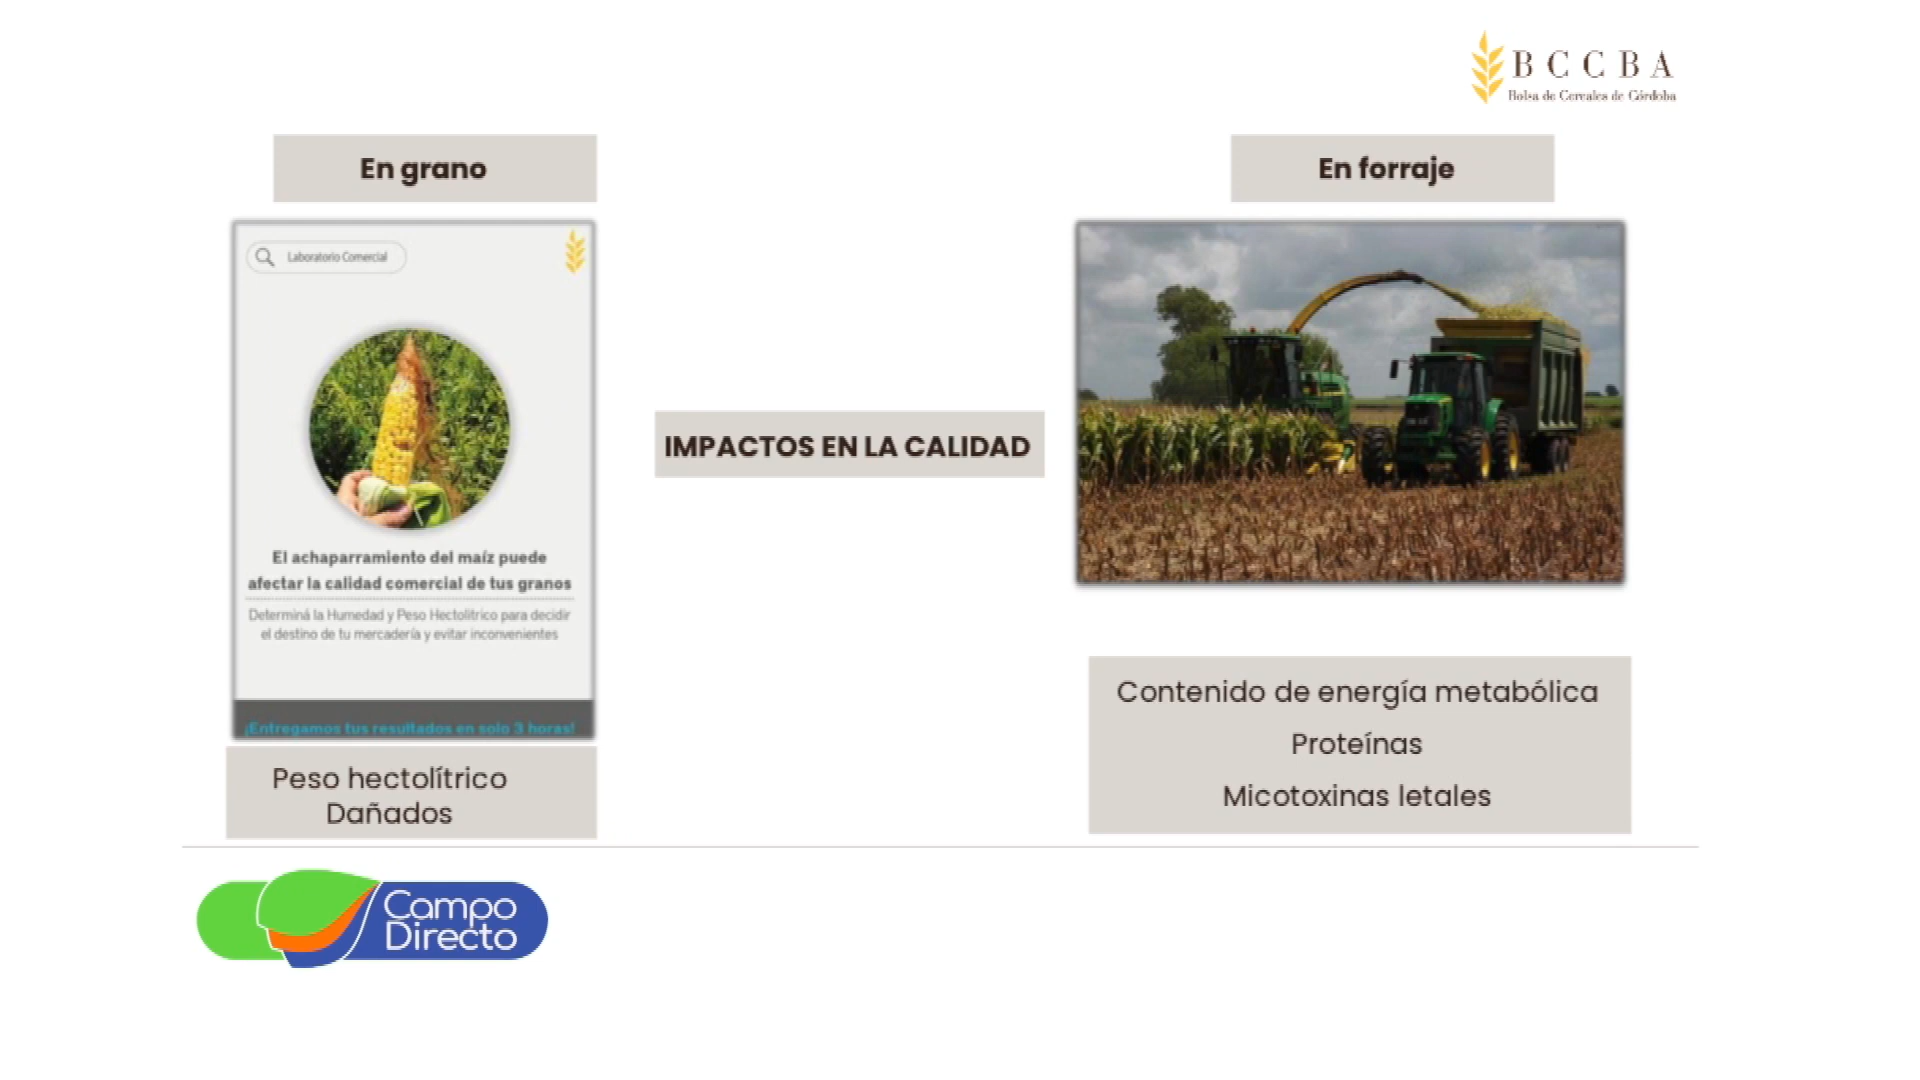 BCCBA
Bolsa de Cereales de Córdoba
En grano
En forraje
Laboratorio Comercial
El achaparramiento del maíz puede
afectar la calidad comercial de tus granos
Determiná la Humedad y Peso Hectolítrico para decidir
el destino de tu mercadería y evitar inconvenientes
¡Entregamos tus resultados en solo 3 horas!
IMPACTOS EN LA CALIDAD
Peso hectolítrico
Dañados
Contenido de energía metabólica
Proteínas
Micotoxinas letales
Campo
Directo